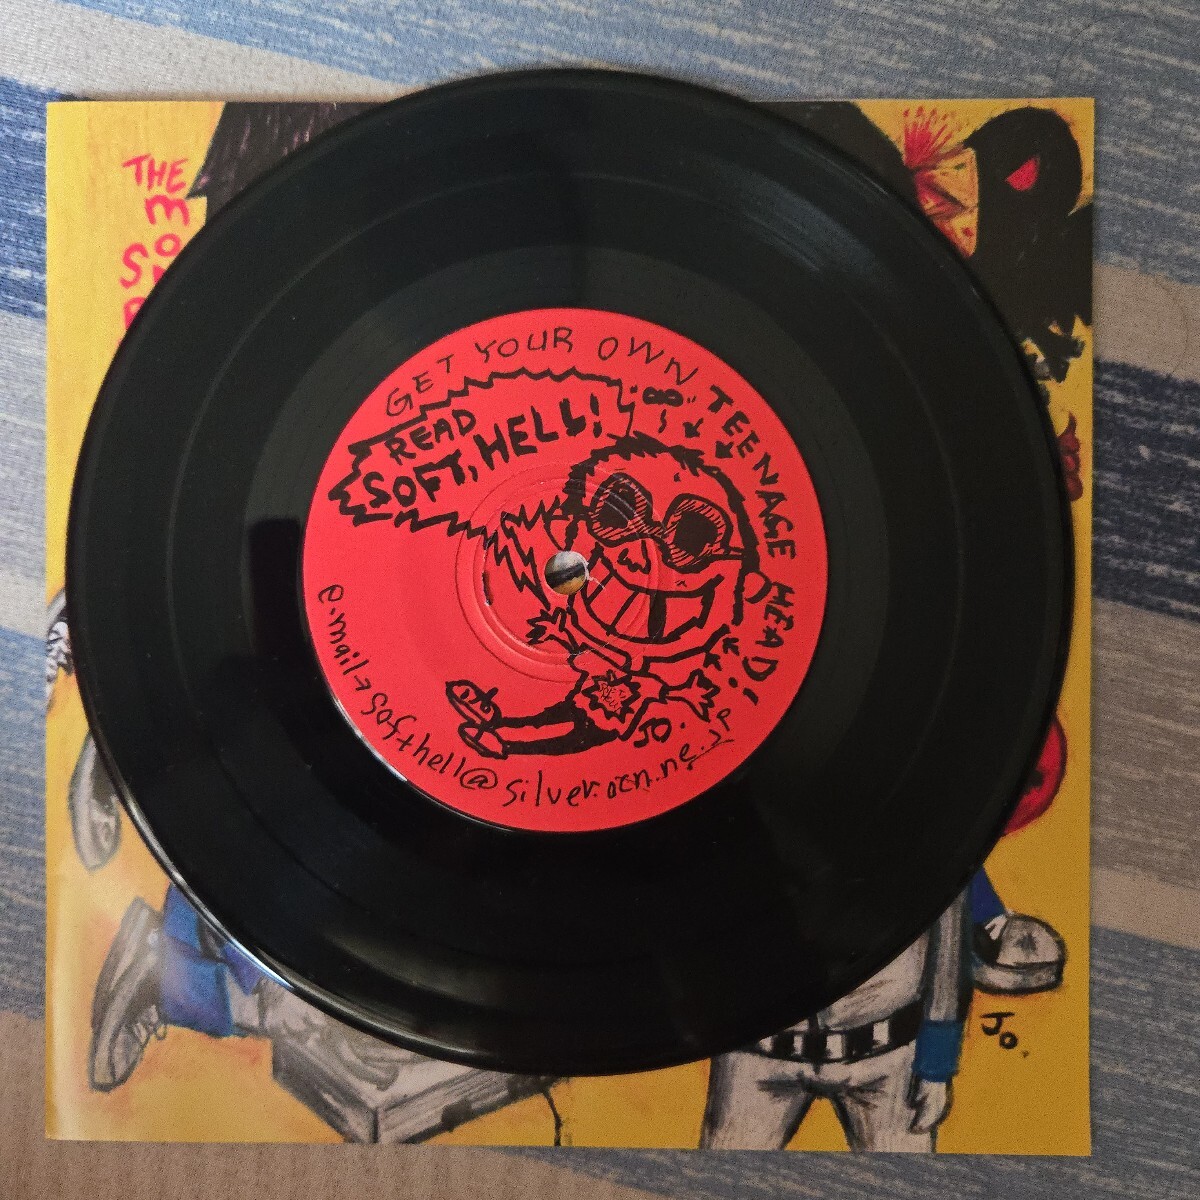 THE
GET YOUR OWN TEENAGE HEAD!
"∞"
READ
SOFT, HELL!
JO.
e.mail→softhell@silver.ocn.ne.jp
JO.